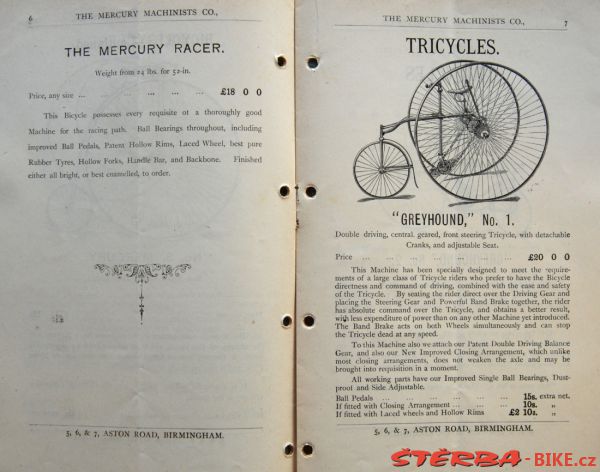 6
THE MERCURY MACHINISTS CO.,
THE MERCURY RACER.
Weight from 24 lbs. for 52-in.
Price, any size ... ... ... ... ... £18 0 0
This Bicycle possesses every requisite of a thoroughly good
Machine for the racing path. Ball Bearings throughout, including
improved Ball Pedals, Patent Hollow Rims, Laced Wheel, best pure
Rubber Tyres, Hollow Forks, Handle Bar, and Backbone. Finished
either all bright, or best enamelled, to order.
5, 6, & 7, ASTON ROAD, BIRMINGHAM.
THE MERCURY MACHINISTS CO.,
7
TRICYCLES.
"GREYHOUND," No. 1.
Double driving, central geared, front steering Tricycle, with detachable
Cranks, and adjustable Seat.
Price ... ... ... ... ... ... ... £20 0 0
This Machine has been specially designed to meet the require-
ments of a large class of Tricycle riders who prefer to have the Bicycle
directness and command of driving, combined with the ease and safety
of the Tricycle. By seating the rider direct over the Driving Gear and
placing the Steering Gear and Powerful Band Brake together, the rider
has absolute command over the Tricycle, and obtains a better result,
with less expenditure of power than on any other Machine yet introduced.
The Band Brake acts on both Wheels simultaneously and can stop
the Tricycle dead at any speed.
To this Machine also we attach our Patent Double Driving Balance
Gear, and also our New Improved Closing Arrangement, which unlike
most closing arrangements, does not weaken the axle and may be
brought into requisition in a moment.
All working parts have our Improved Single Ball Bearings, Dust-
proof and Side Adjustable.
Ball Pedals ... ... ... ... ... ... 15s. extra net.
If fitted with Closing Arrangement ... ... 10s. "
If fitted with Laced wheels and Hollow Rims £2 10s. "
5, 6, & 7, ASTON ROAD, BIRMINGHAM.
ŠTĚRBA-BIKE.cz